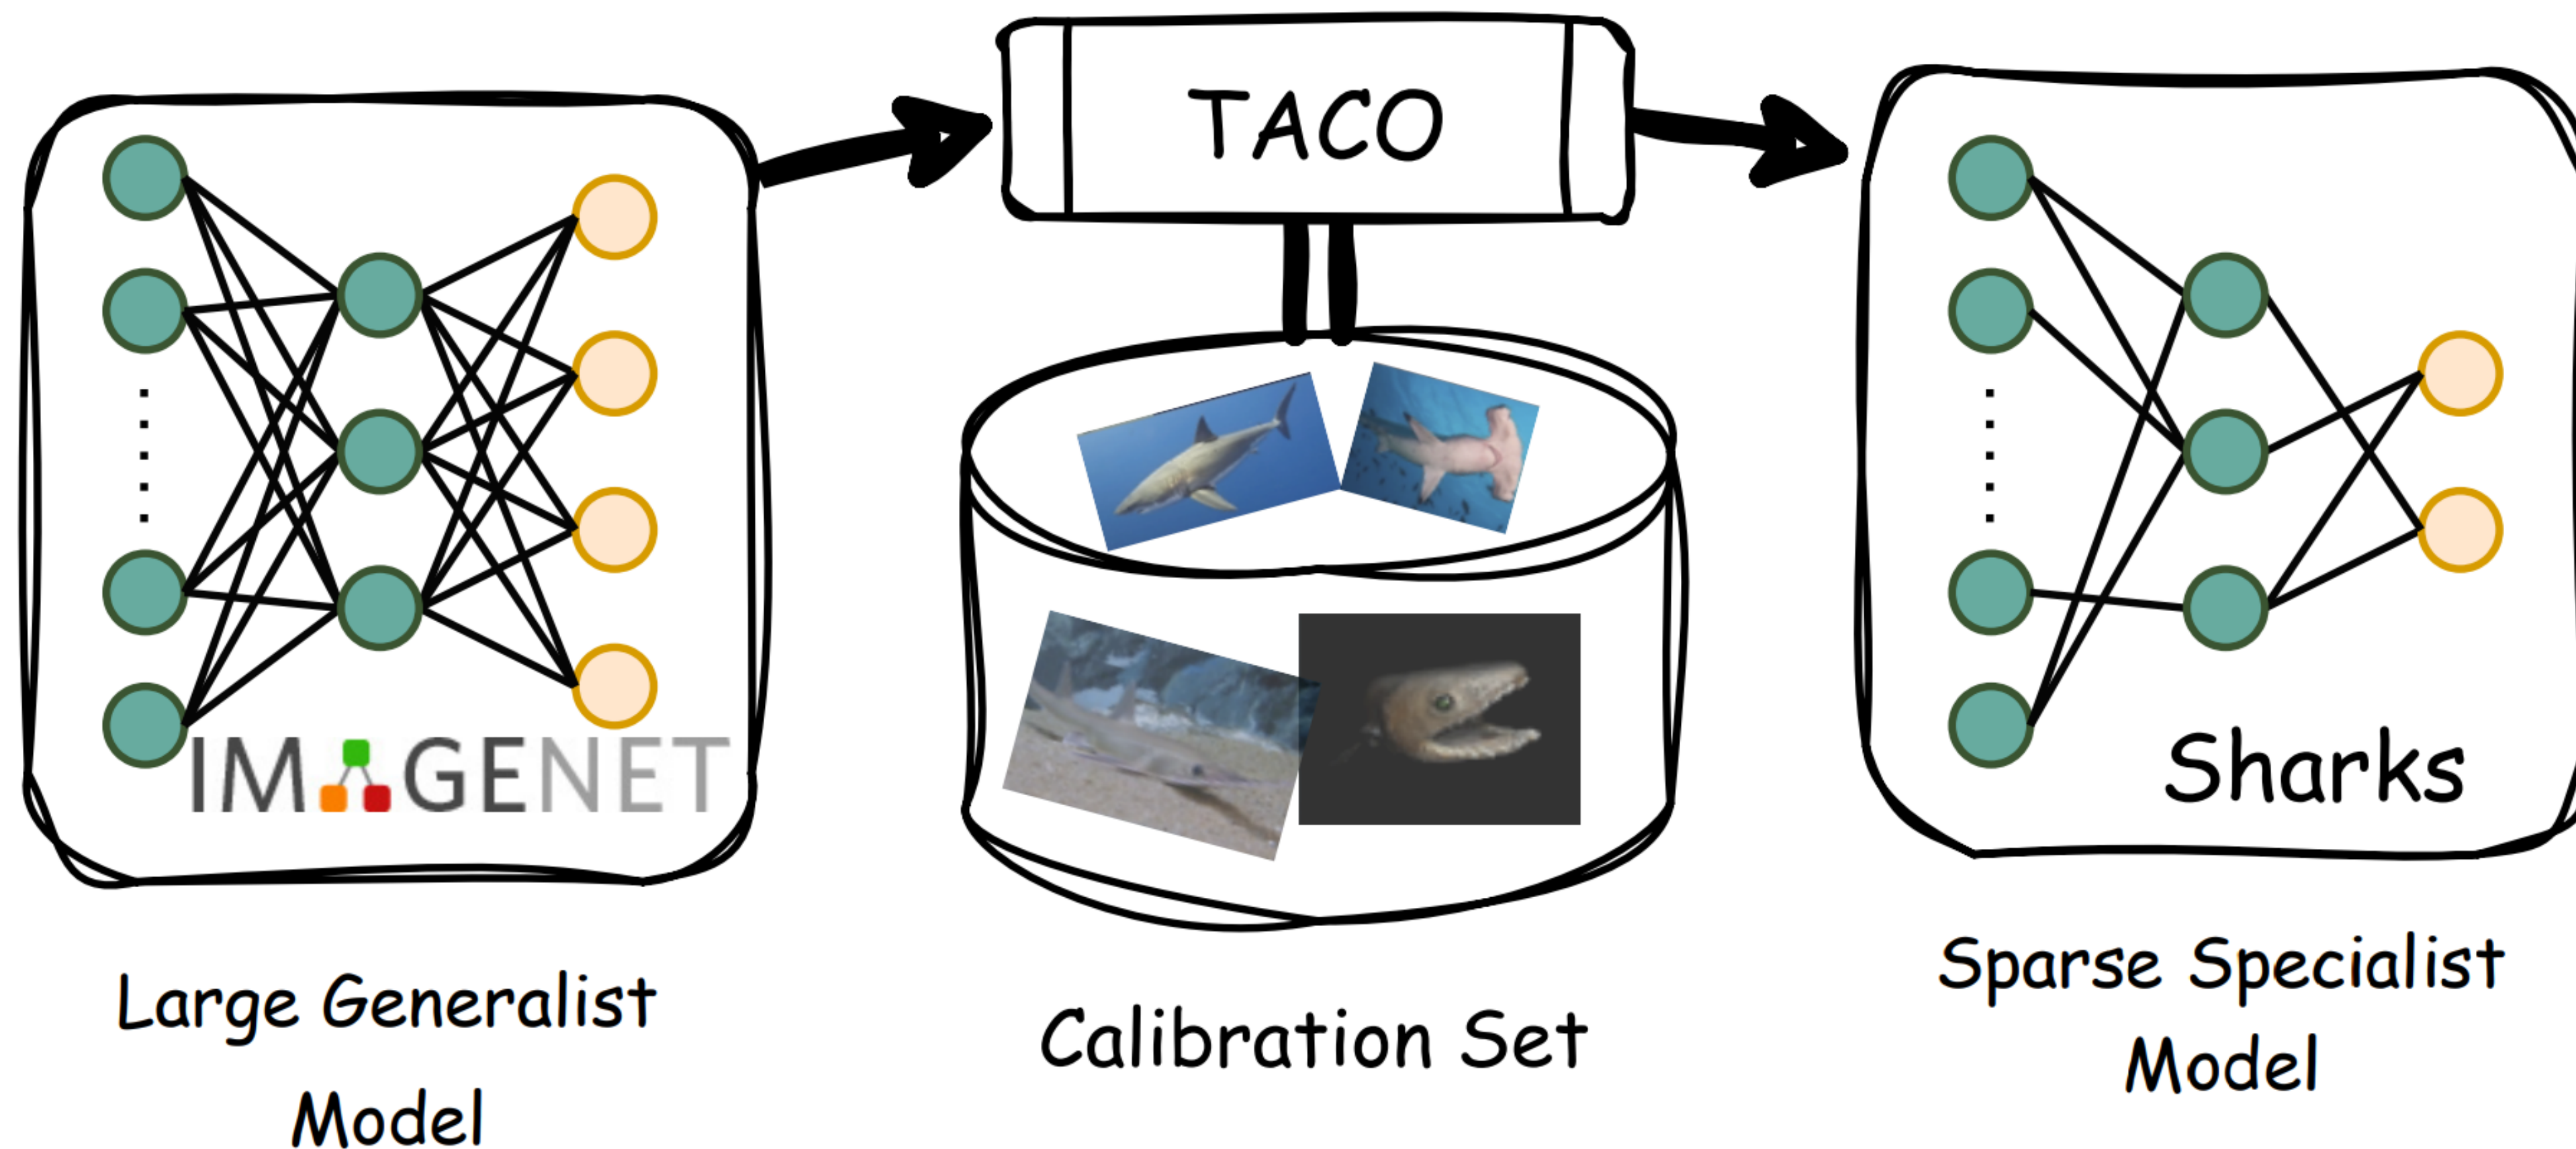 TACO
IMAGENET
Sharks
Large Generalist
Model
Calibration Set
Sparse Specialist
Model